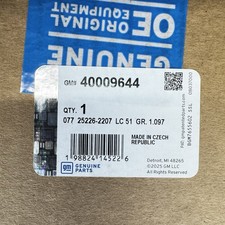 OE ORIGINAL
EQUIPMENT
GM# 40009644
QTY. 1
077 25226-2207 LC 51 GR. 1.097
MADE IN CZECH
REPUBLIC
1 98824 14522 6
gm GENUINE
PARTS
Detroit, MI 48265
©2025 GM LLC
All Rights Reserved